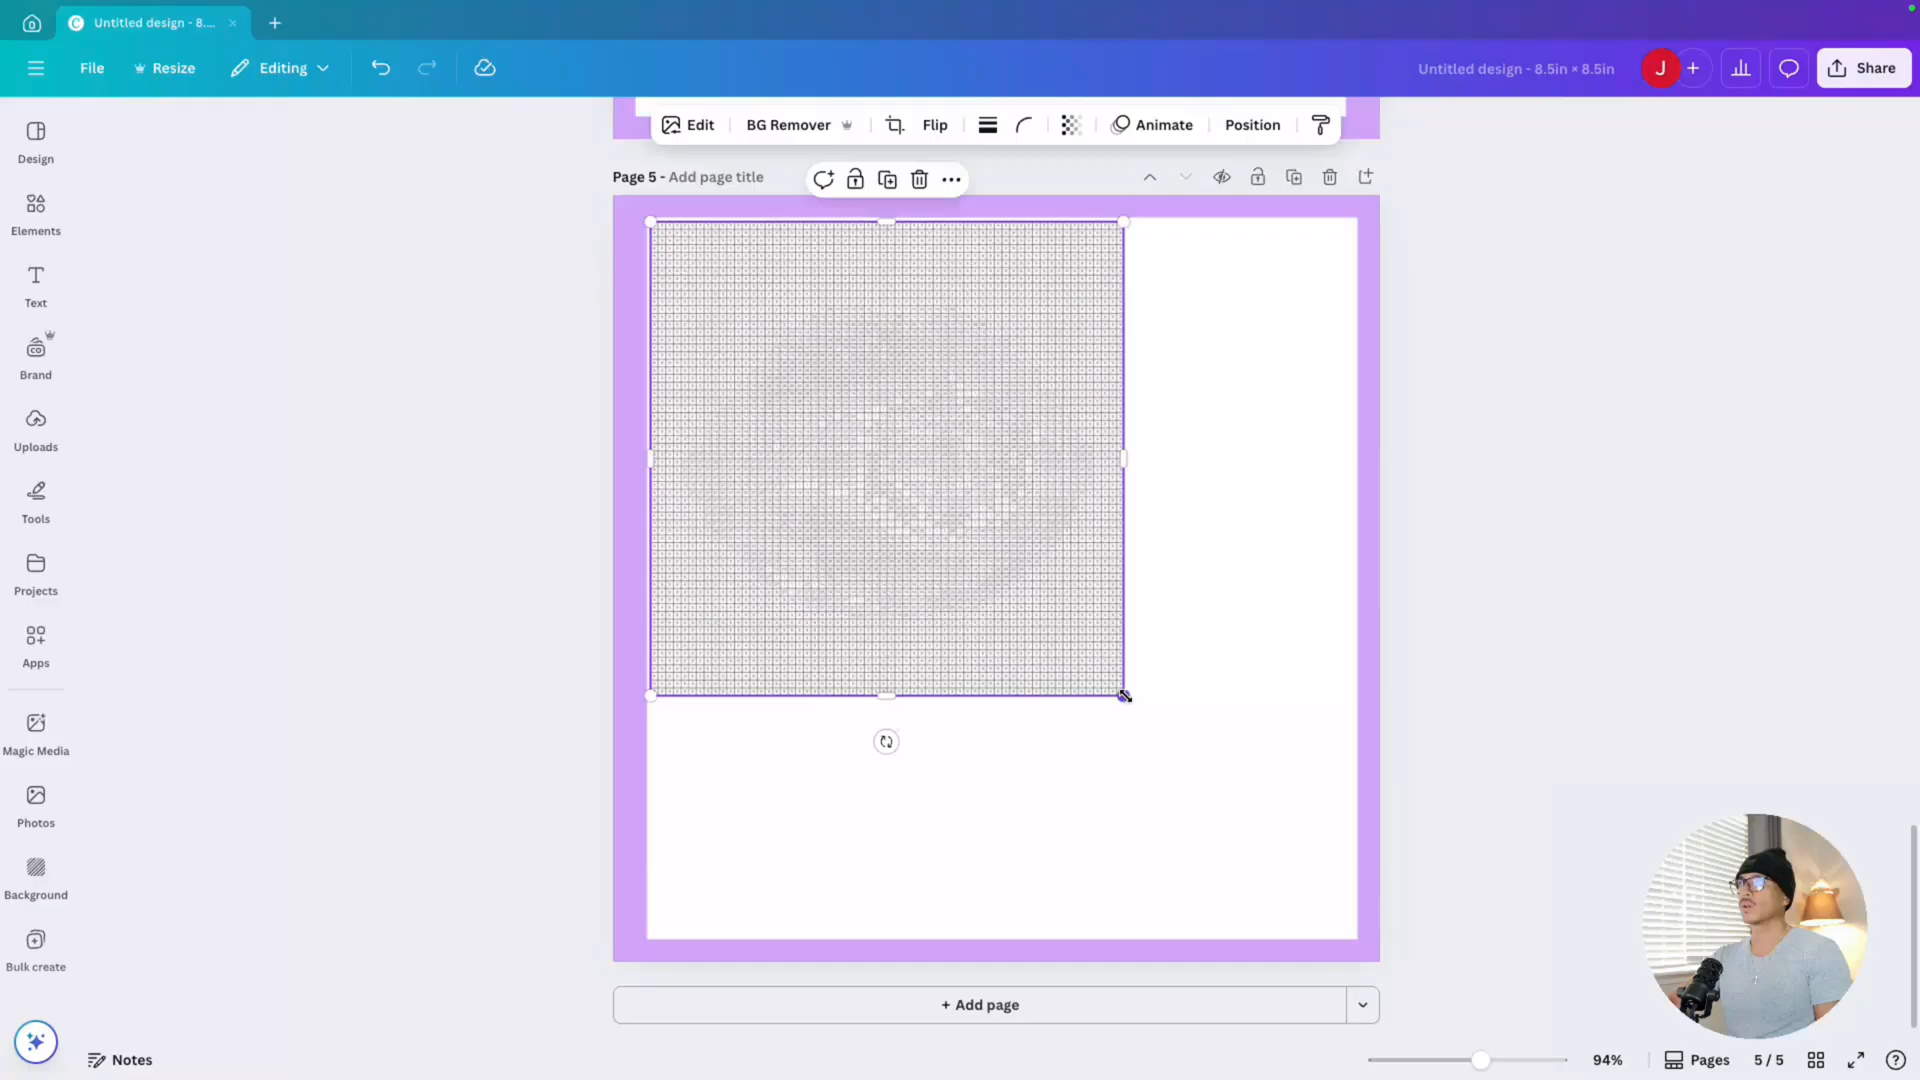 Untitled design - 8....
File
Resize
Editing
Untitled design - 8.5in × 8.5in
J
Share
Edit
BG Remover
Flip
Animate
Position
Page 5 - Add page title
Design
Elements
Text
Brand
Uploads
Tools
Projects
Apps
Magic Media
Photos
Background
Bulk create
+ Add page
Notes
94%
Pages
5 / 5